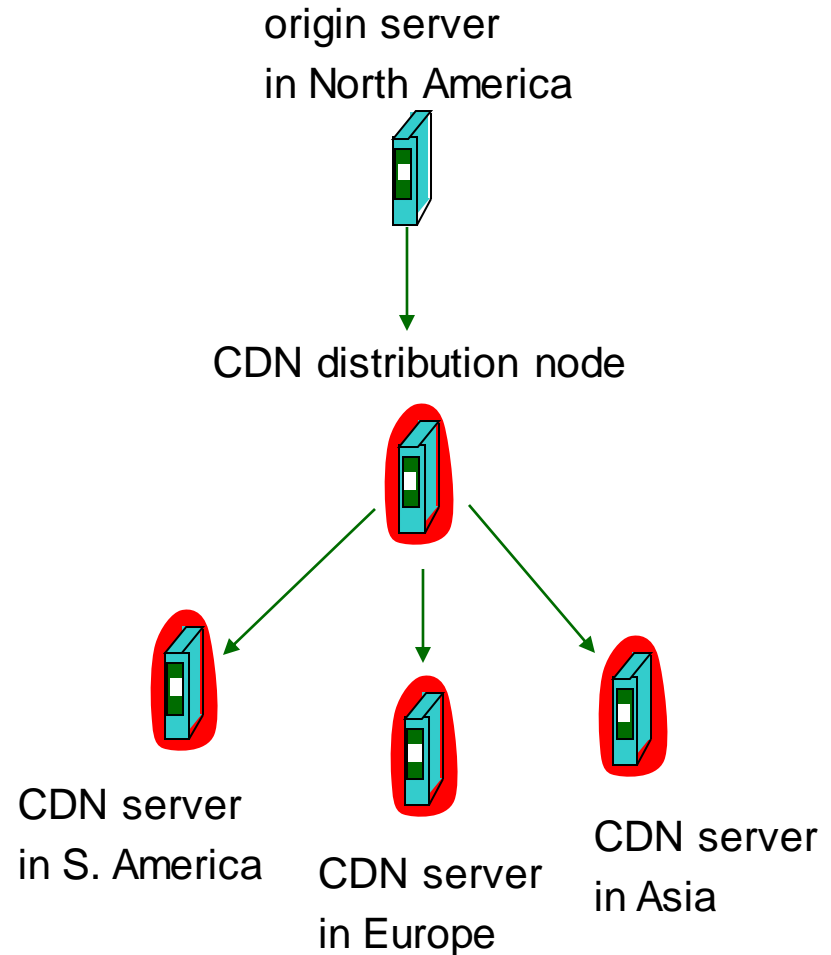 origin server
in North America
CDN distribution node
CDN server
in S. America
CDN server
in Europe
CDN server
in Asia